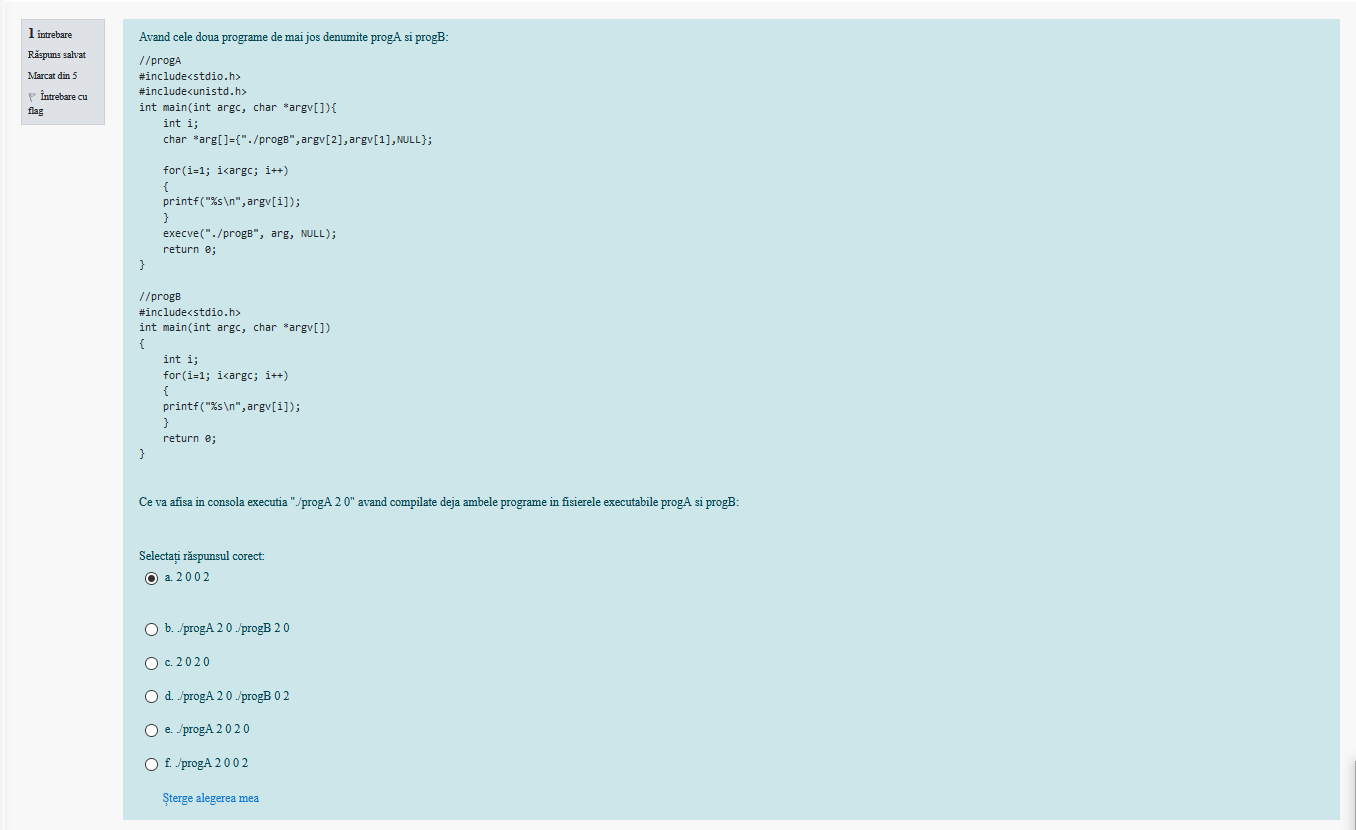 1 întrebare
Răspuns salvat
Marcat din 5
Întrebare cu
flag
Avand cele doua programe de mai jos denumite progA si progB:
//progA
#include<stdio.h>
#include<unistd.h>
int main(int argc, char *argv[]){
    int i;
    char *arg[]={"./progB",argv[2],argv[1],NULL};
    for(i=1; i<argc; i++)
    {
    printf("%s\n",argv[i]);
    }
    execve("./progB", arg, NULL);
    return 0;
}
//progB
#include<stdio.h>
int main(int argc, char *argv[])
{
    int i;
    for(i=1; i<argc; i++)
    {
    printf("%s\n",argv[i]);
    }
    return 0;
}
Ce va afisa in consola executia "./progA 2 0" avand compilate deja ambele programe in fisierele executabile progA si progB:
Selectați răspunsul corect:
a. 2 0 0 2
b. ./progA 2 0 ./progB 2 0
c. 2 0 2 0
d. ./progA 2 0 ./progB 0 2
e. ./progA 2 0 2 0
f. ./progA 2 0 0 2
Șterge alegerea mea